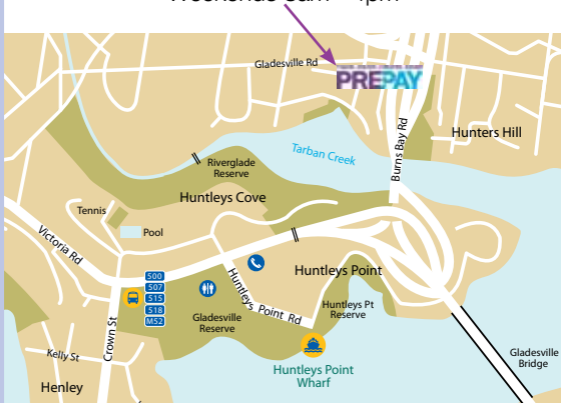 Weekends 8am – 4pm
Gladesville Rd
PREPAY
Burns Bay Rd
Hunters Hill
Tarban Creek
Riverglade
Reserve
Huntleys Cove
Tennis
Pool
Victoria Rd
500
507
515
518
M52
Huntleys Point
Huntleys Point Rd
Huntleys Pt
Reserve
Gladesville
Reserve
Crown St
Kelly St
Henley
Huntleys Point
Wharf
Gladesville
Bridge